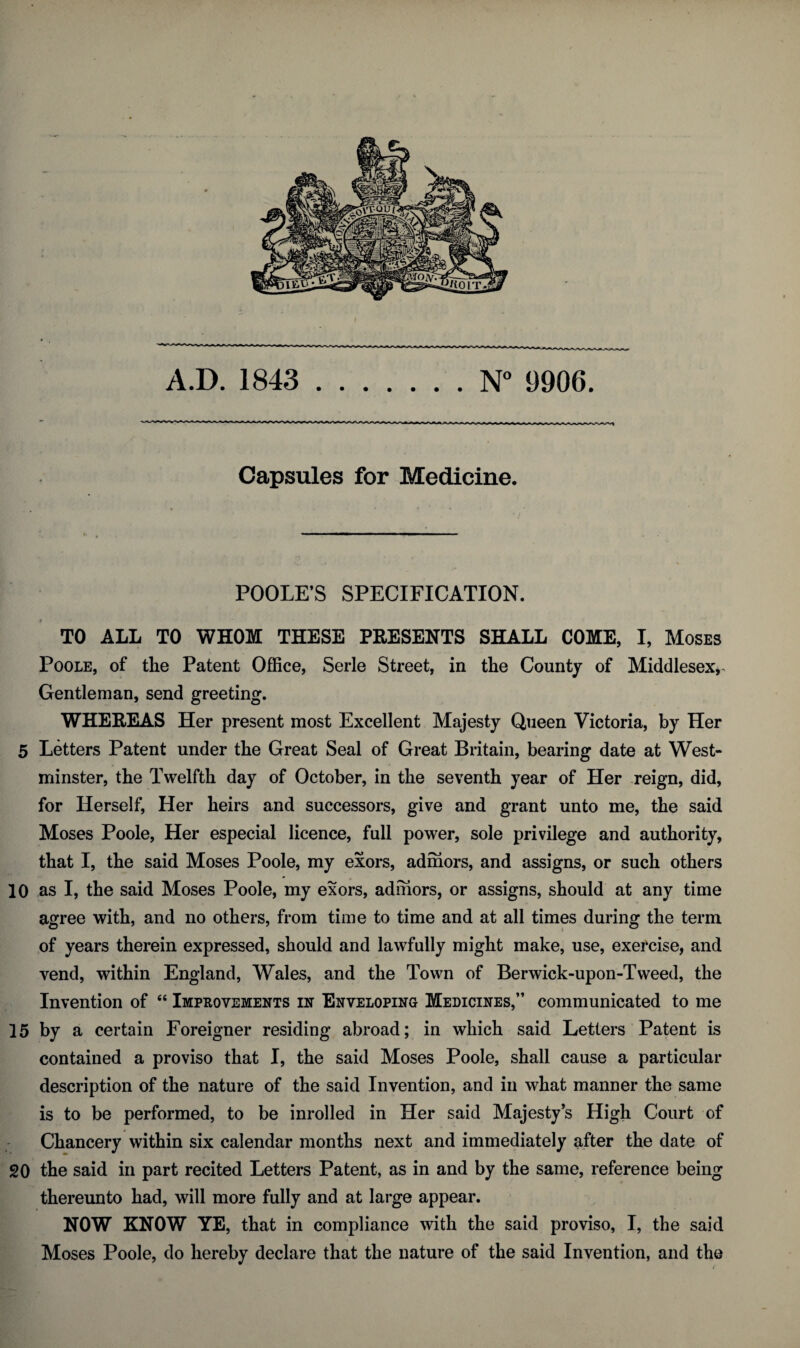 HONI SOIT QUI MAL
DIEU · ET MON · DROIT.
A.D. 1843 . . . . . . . N° 9906.
Capsules for Medicine.
POOLE'S SPECIFICATION.
TO ALL TO WHOM THESE PRESENTS SHALL COME, I, MOSES
POOLE, of the Patent Office, Serle Street, in the County of Middlesex,
Gentleman, send greeting.
WHEREAS Her present most Excellent Majesty Queen Victoria, by Her
5 Letters Patent under the Great Seal of Great Britain, bearing date at West-
minster, the Twelfth day of October, in the seventh year of Her reign, did,
for Herself, Her heirs and successors, give and grant unto me, the said
Moses Poole, Her especial licence, full power, sole privilege and authority,
that I, the said Moses Poole, my exõrs, adm̃ors, and assigns, or such others
10 as I, the said Moses Poole, my exõrs, adm̃ors, or assigns, should at any time
agree with, and no others, from time to time and at all times during the term
of years therein expressed, should and lawfully might make, use, exercise, and
vend, within England, Wales, and the Town of Berwick-upon-Tweed, the
Invention of “ IMPROVEMENTS IN ENVELOPING MEDICINES,” communicated to me
15 by a certain Foreigner residing abroad; in which said Letters Patent is
contained a proviso that I, the said Moses Poole, shall cause a particular
description of the nature of the said Invention, and in what manner the same
is to be performed, to be inrolled in Her said Majesty's High Court of
Chancery within six calendar months next and immediately after the date of
20 the said in part recited Letters Patent, as in and by the same, reference being
thereunto had, will more fully and at large appear.
NOW KNOW YE, that in compliance with the said proviso, I, the said
Moses Poole, do hereby declare that the nature of the said Invention, and the